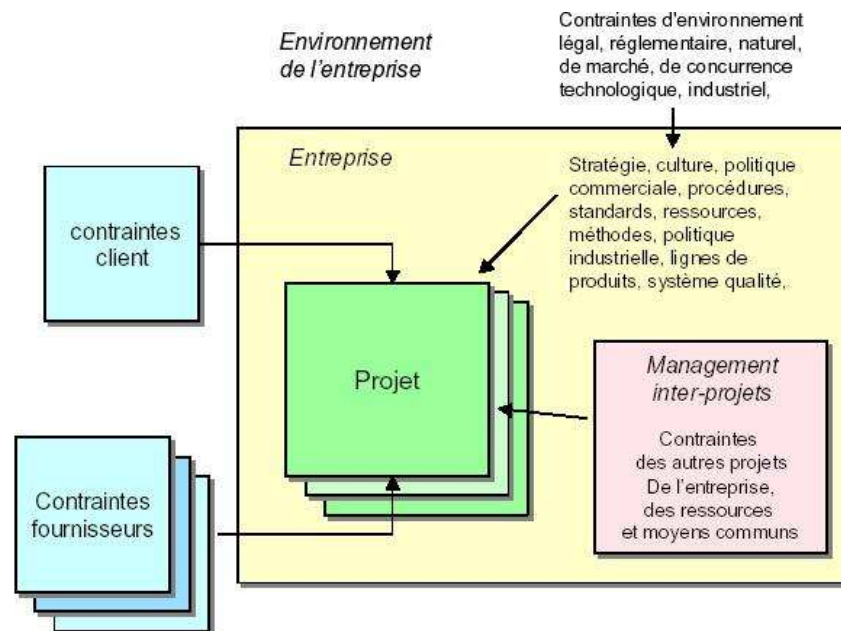 Environnement
de l'entreprise
Contraintes d'environnement
légal, réglementaire, naturel,
de marché, de concurrence
technologique, industriel,
Entreprise
Stratégie, culture, politique
commerciale, procédures,
standards, ressources,
méthodes, politique
industrielle, lignes de
produits, système qualité,
contraintes
client
Projet
Management
inter-projets
Contraintes
des autres projets
De l'entreprise,
des ressources
et moyens communs
Contraintes
fournisseurs